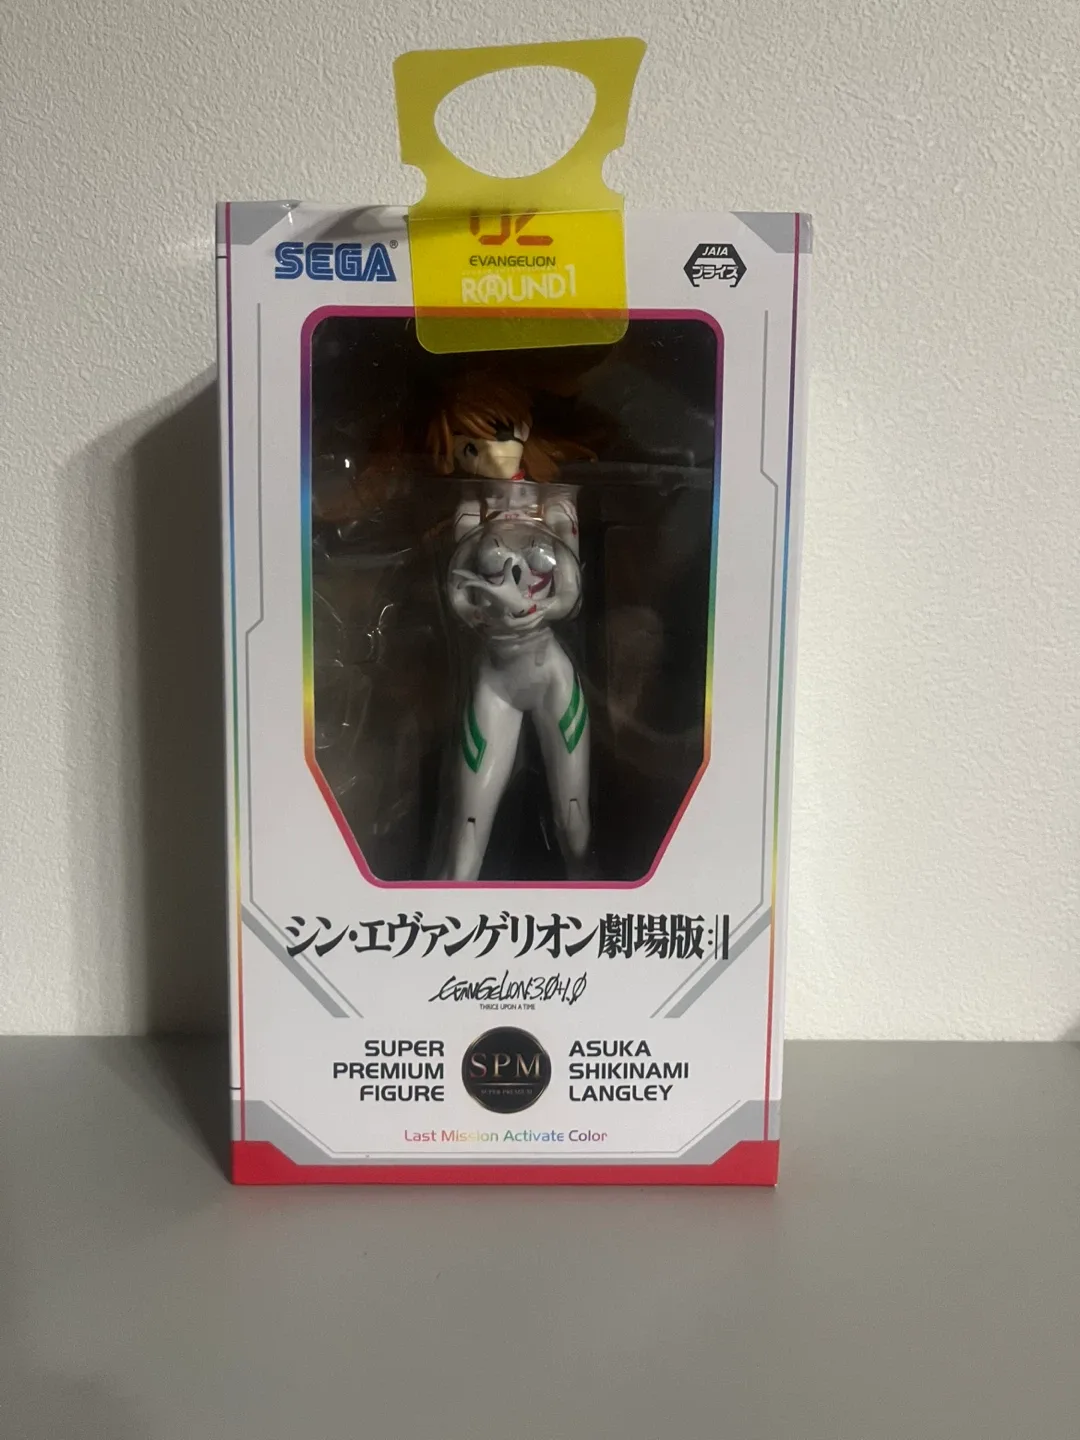 SEGA®
02
EVANGELION
ROUND1
JAIA
プライズ
シン・エヴァンゲリオン劇場版:||
EVANGELION:3.0+1.0
THRICE UPON A TIME
SUPER
PREMIUM
FIGURE
SPM
SUPER PREMIUM
ASUKA
SHIKINAMI
LANGLEY
Last Mission Activate Color